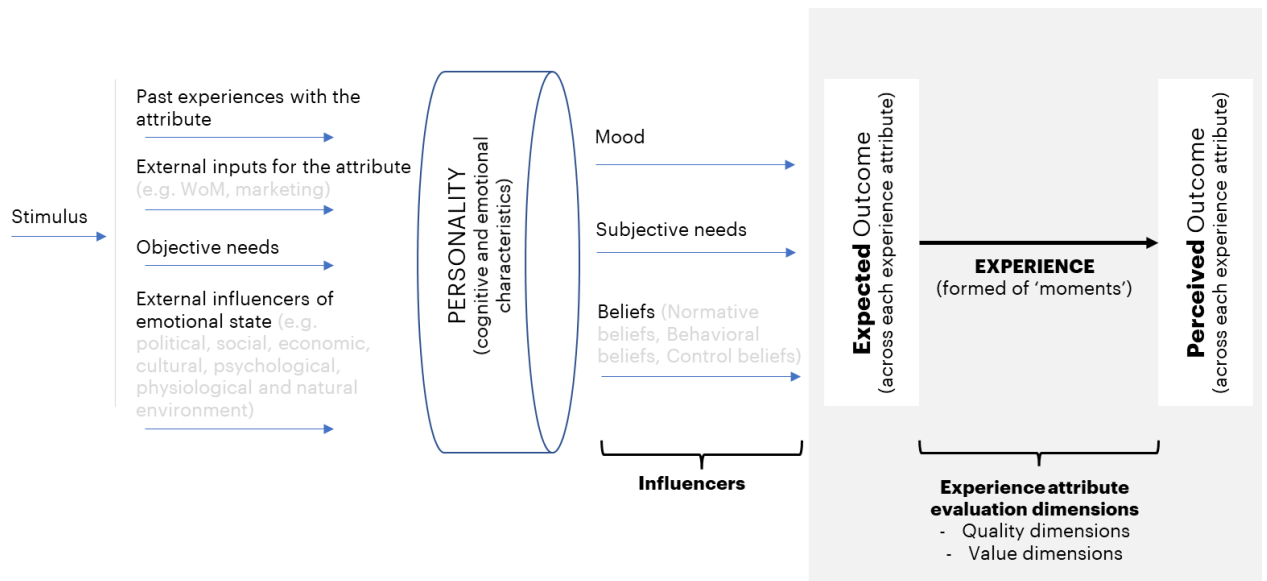 Stimulus
Past experiences with the
attribute
External inputs for the attribute
(e.g. WoM, marketing)
Objective needs
External influencers of
emotional state (e.g.
political, social, economic,
cultural, psychological,
physiological and natural
environment)
PERSONALITY
(cognitive and emotional
characteristics)
Mood
Subjective needs
Beliefs (Normative
beliefs, Behavioral
beliefs, Control beliefs)
Influencers
Expected Outcome
(across each experience attribute)
EXPERIENCE
(formed of ‘moments’)
Perceived Outcome
(across each experience attribute)
Experience attribute
evaluation dimensions
- Quality dimensions
- Value dimensions